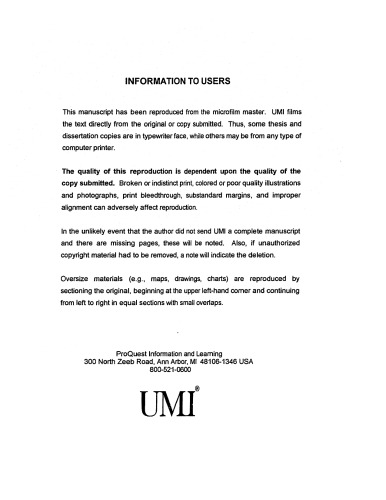 INFORMATION TO USERS
This manuscript has been reproduced from the microfilm master. UMI films
the text directly from the original or copy submitted. Thus, some thesis and
dissertation copies are in typewriter face, while others may be from any type of
computer printer.
The quality of this reproduction is dependent upon the quality of the
copy submitted. Broken or indistinct print, colored or poor quality illustrations
and photographs, print bleedthrough, substandard margins, and improper
alignment can adversely affect reproduction.
In the unlikely event that the author did not send UMI a complete manuscript
and there are missing pages, these will be noted. Also, if unauthorized
copyright material had to be removed, a note will indicate the deletion.
Oversize materials (e.g., maps, drawings, charts) are reproduced by
sectioning the original, beginning at the upper left-hand corner and continuing
from left to right in equal sections with small overlaps.
ProQuest Information and Learning
300 North Zeeb Road, Ann Arbor, MI 48106-1346 USA
800-521-0600
UMI®